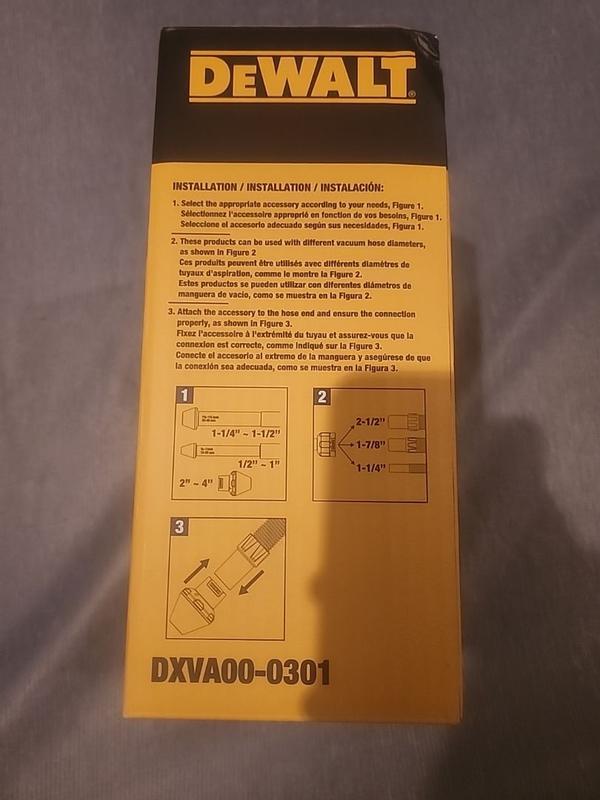 DEWALT®
INSTALLATION / INSTALLATION / INSTALACIÓN:
1. Select the appropriate accessory according to your needs, Figure 1.
Sélectionnez l'accessoire approprié en fonction de vos besoins, Figure 1.
Seleccione el accesorio adecuado según sus necesidades, Figura 1.
2. These products can be used with different vacuum hose diameters,
as shown in Figure 2
Ces produits peuvent être utilisés avec différents diamètres de
tuyaux d'aspiration, comme le montre la Figure 2.
Estos productos se pueden utilizar con diferentes diámetros de
manguera de vacío, como se muestra en la Figura 2.
3. Attach the accessory to the hose end and ensure the connection
properly, as shown in Figure 3.
Fixez l'accessoire à l'extrémité du tuyau et assurez-vous que la
connexion est correcte, comme indiqué sur la Figure 3.
Conecte el accesorio al extremo de la manguera y asegúrese de que
la conexión sea adecuada, como se muestra en la Figura 3.
1
1-1/4" ~ 1-1/2"
1/2" ~ 1"
2" ~ 4"
2
2-1/2"
1-7/8"
1-1/4"
3
DXVA00-0301